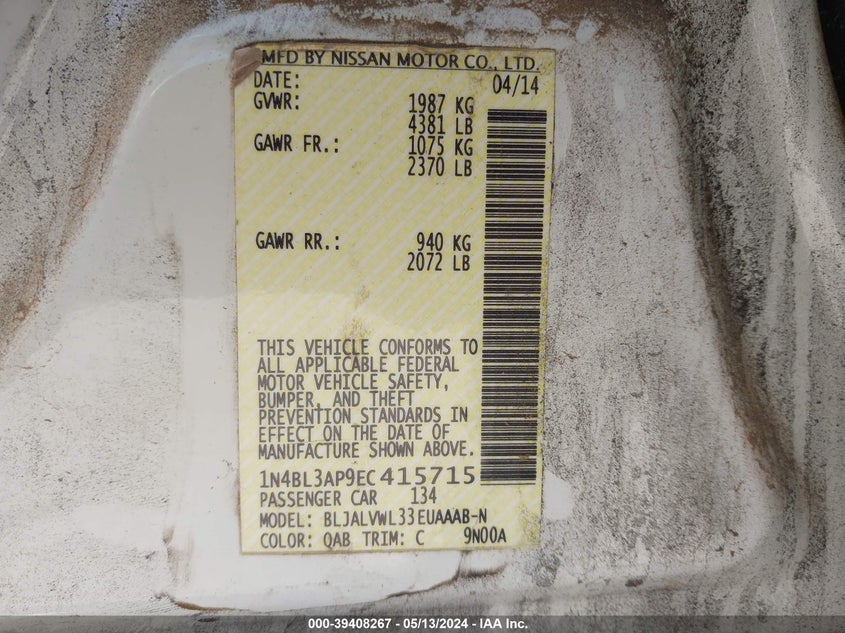 MFD BY NISSAN MOTOR CO., LTD.
DATE: 04/14
GVWR: 1987 KG
4381 LB
GAWR FR.: 1075 KG
2370 LB
GAWR RR.: 940 KG
2072 LB
THIS VEHICLE CONFORMS TO
ALL APPLICABLE FEDERAL
MOTOR VEHICLE SAFETY,
BUMPER, AND THEFT
PREVENTION STANDARDS IN
EFFECT ON THE DATE OF
MANUFACTURE SHOWN ABOVE.
1N4BL3AP9EC415715
PASSENGER CAR 134
MODEL: BLJALVWL33EUAAAB-N
COLOR: QAB TRIM: C 9N00A
000-39408267 - 05/13/2024 - IAA Inc.